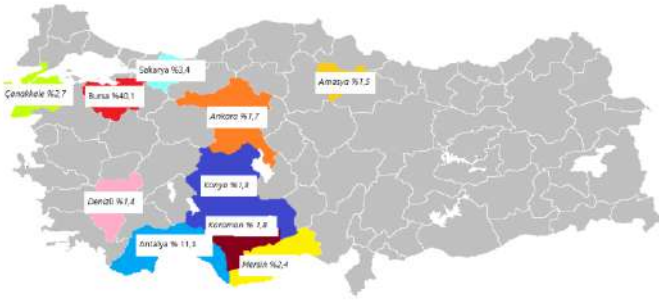 Sakarya %3,4
Çanakkale %2,7
Bursa %40,1
Amasya %1,5
Ankara %1,7
Konya %1,8
Denizli %1,4
Karaman % 1,8
Antalya % 11,3
Mersin %2,4